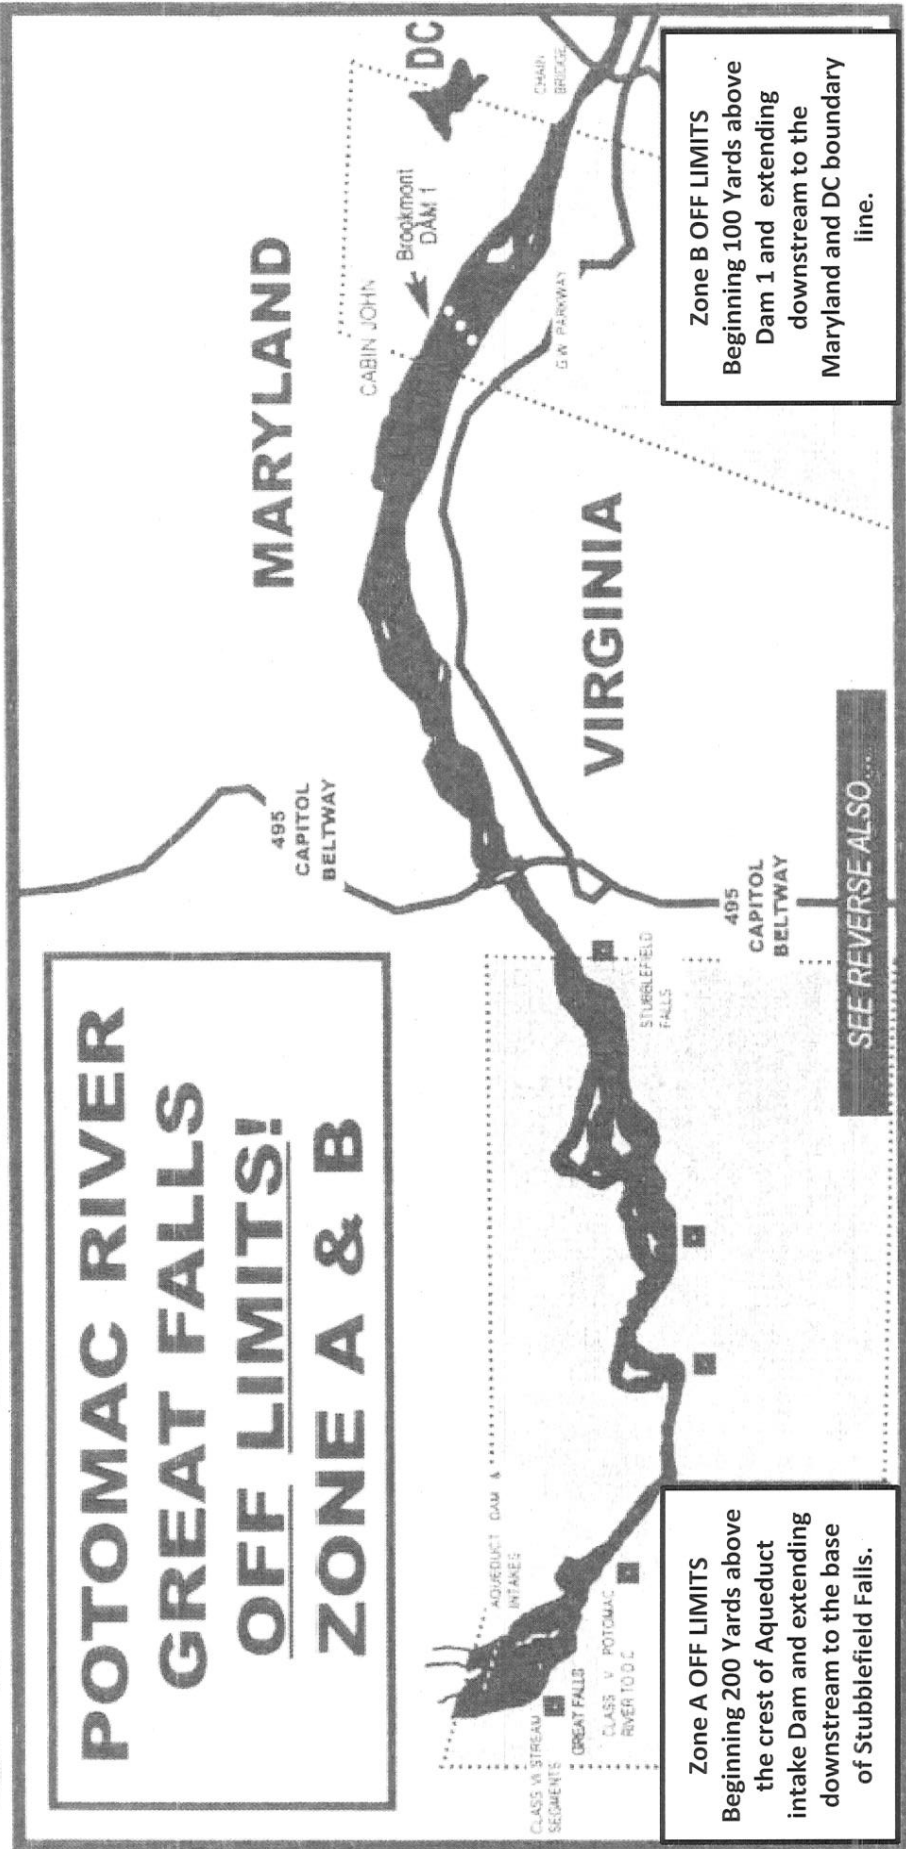 POTOMAC RIVER
GREAT FALLS
OFF LIMITS!
ZONE A & B
MARYLAND
DC
495
CAPITOL
BELTWAY
CABIN JOHN
Brookmont
DAM 1
CHAIN
BRIDGE
AQUEDUCT DAM &
INTAKES
CLASS VI STREAM
SEGMENTS
GREAT FALLS
CLASS V POTOMAC
RIVER TO D.C
STUBBLEFIELD
FALLS
G.W. PARKWAY
VIRGINIA
495
CAPITOL
BELTWAY
Zone A OFF LIMITS
Beginning 200 Yards above
the crest of Aqueduct
intake Dam and extending
downstream to the base
of Stubblefield Falls.
SEE REVERSE ALSO....
Zone B OFF LIMITS
Beginning 100 Yards above
Dam 1 and extending
downstream to the
Maryland and DC boundary
line.